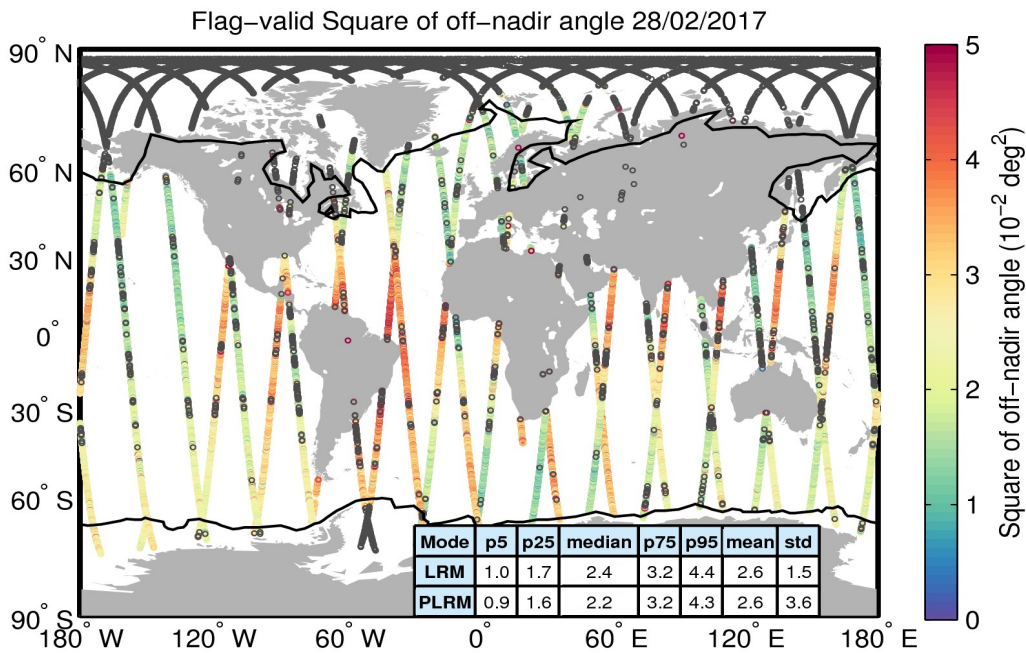 Flag−valid Square of off−nadir angle 28/02/2017
90° N
60° N
30° N
0°
30° S
60° S
90° S
180° W
120° W
60° W
0°
60° E
120° E
180° E
Mode p5 p25 median p75 p95 mean std
LRM 1.0 1.7 2.4 3.2 4.4 2.6 1.5
PLRM 0.9 1.6 2.2 3.2 4.3 2.6 3.6
5
4
3
2
1
0
Square of off−nadir angle (10⁻² deg²)